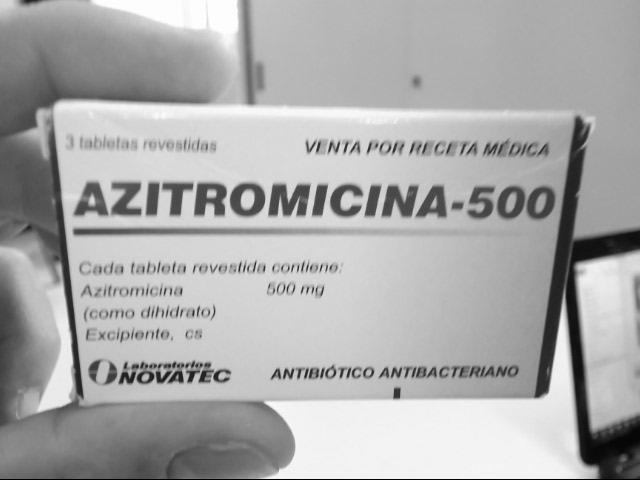 3 tabletas revestidas
VENTA POR RECETA MÉDICA
AZITROMICINA-500
Cada tableta revestida contiene:
Azitromicina 500 mg
(como dihidrato)
Excipiente, cs
Laboratorios
NOVATEC
ANTIBIÓTICO ANTIBACTERIANO